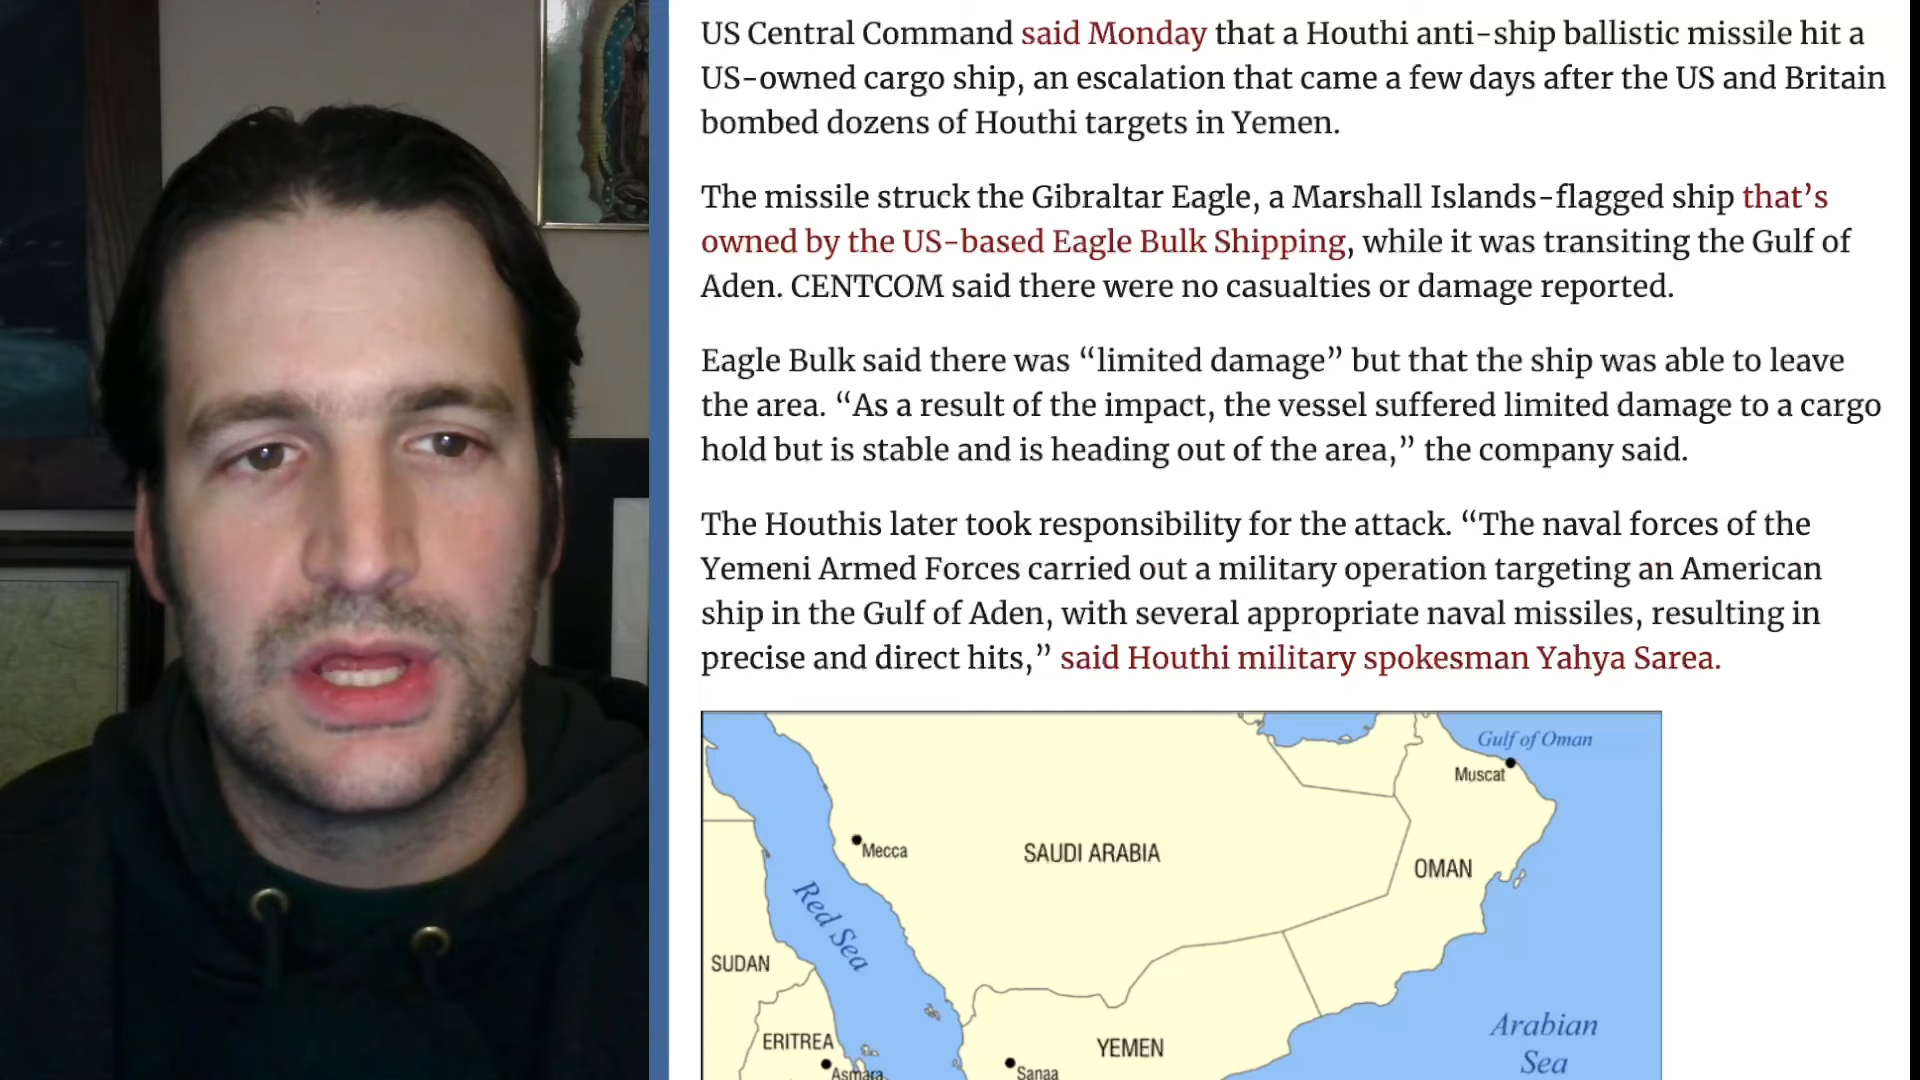 US Central Command said Monday that a Houthi anti-ship ballistic missile hit a
US-owned cargo ship, an escalation that came a few days after the US and Britain
bombed dozens of Houthi targets in Yemen.
The missile struck the Gibraltar Eagle, a Marshall Islands-flagged ship that’s
owned by the US-based Eagle Bulk Shipping, while it was transiting the Gulf of
Aden. CENTCOM said there were no casualties or damage reported.
Eagle Bulk said there was “limited damage” but that the ship was able to leave
the area. “As a result of the impact, the vessel suffered limited damage to a cargo
hold but is stable and is heading out of the area,” the company said.
The Houthis later took responsibility for the attack. “The naval forces of the
Yemeni Armed Forces carried out a military operation targeting an American
ship in the Gulf of Aden, with several appropriate naval missiles, resulting in
precise and direct hits,” said Houthi military spokesman Yahya Sarea.
Gulf of Oman
Muscat
Mecca
SAUDI ARABIA
OMAN
Red Sea
SUDAN
Arabian
Sea
ERITREA
YEMEN
Asmara
Sanaa